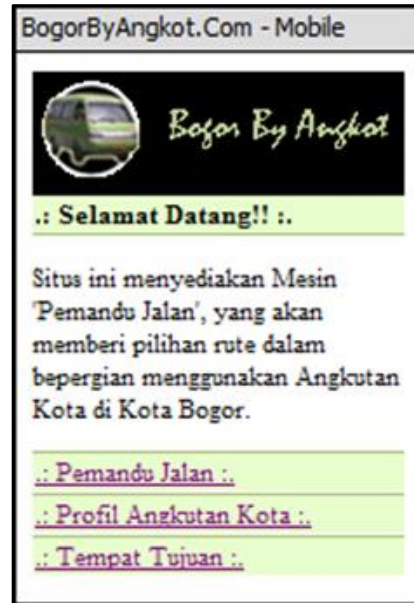 BogorByAngkot.Com - Mobile
Bogor By Angkot
.: Selamat Datang!! :.
Situs ini menyediakan Mesin
'Pemandu Jalan', yang akan
memberi pilihan rute dalam
bepergian menggunakan Angkutan
Kota di Kota Bogor.
.: Pemandu Jalan :.
.: Profil Angkutan Kota :.
.: Tempat Tujuan :.